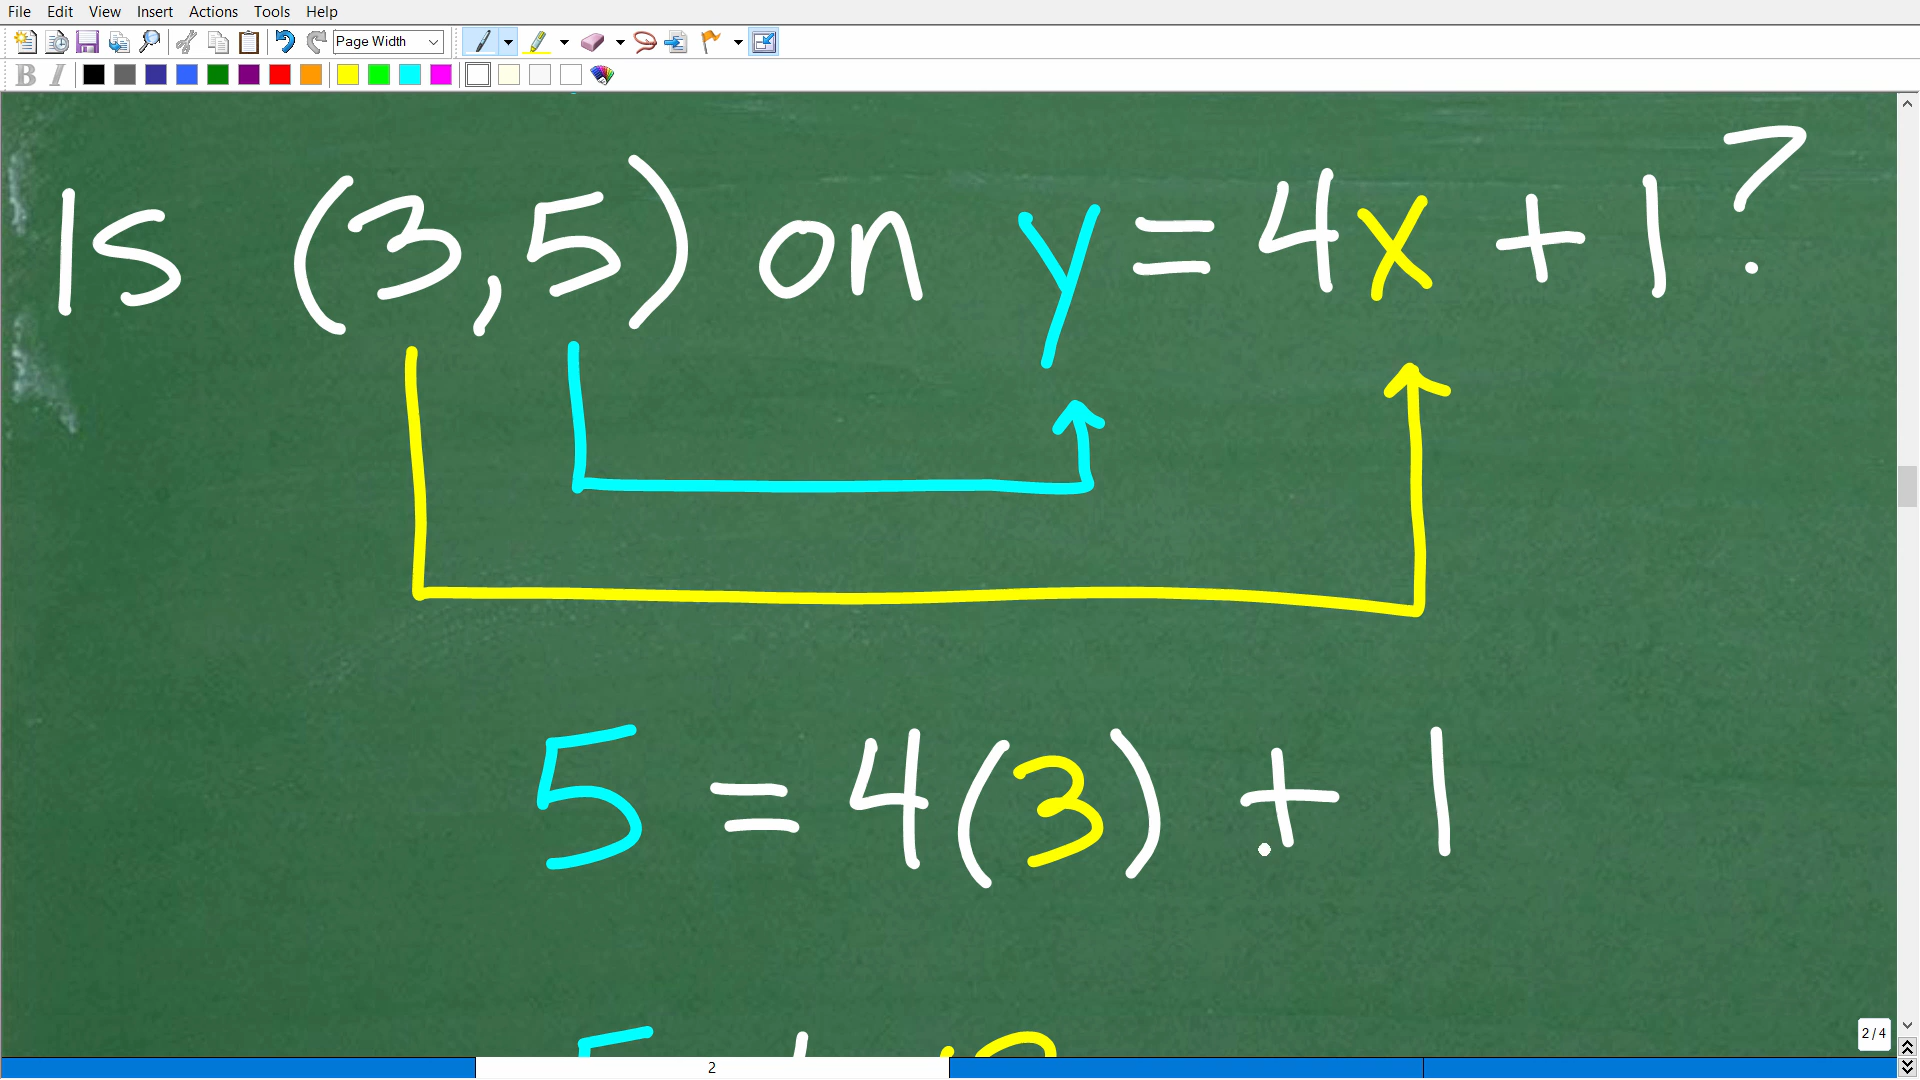 File Edit View Insert Actions Tools Help
Page Width
B I
Is (3,5) on y = 4x + 1?
5 = 4(3) + 1
2 / 4
2